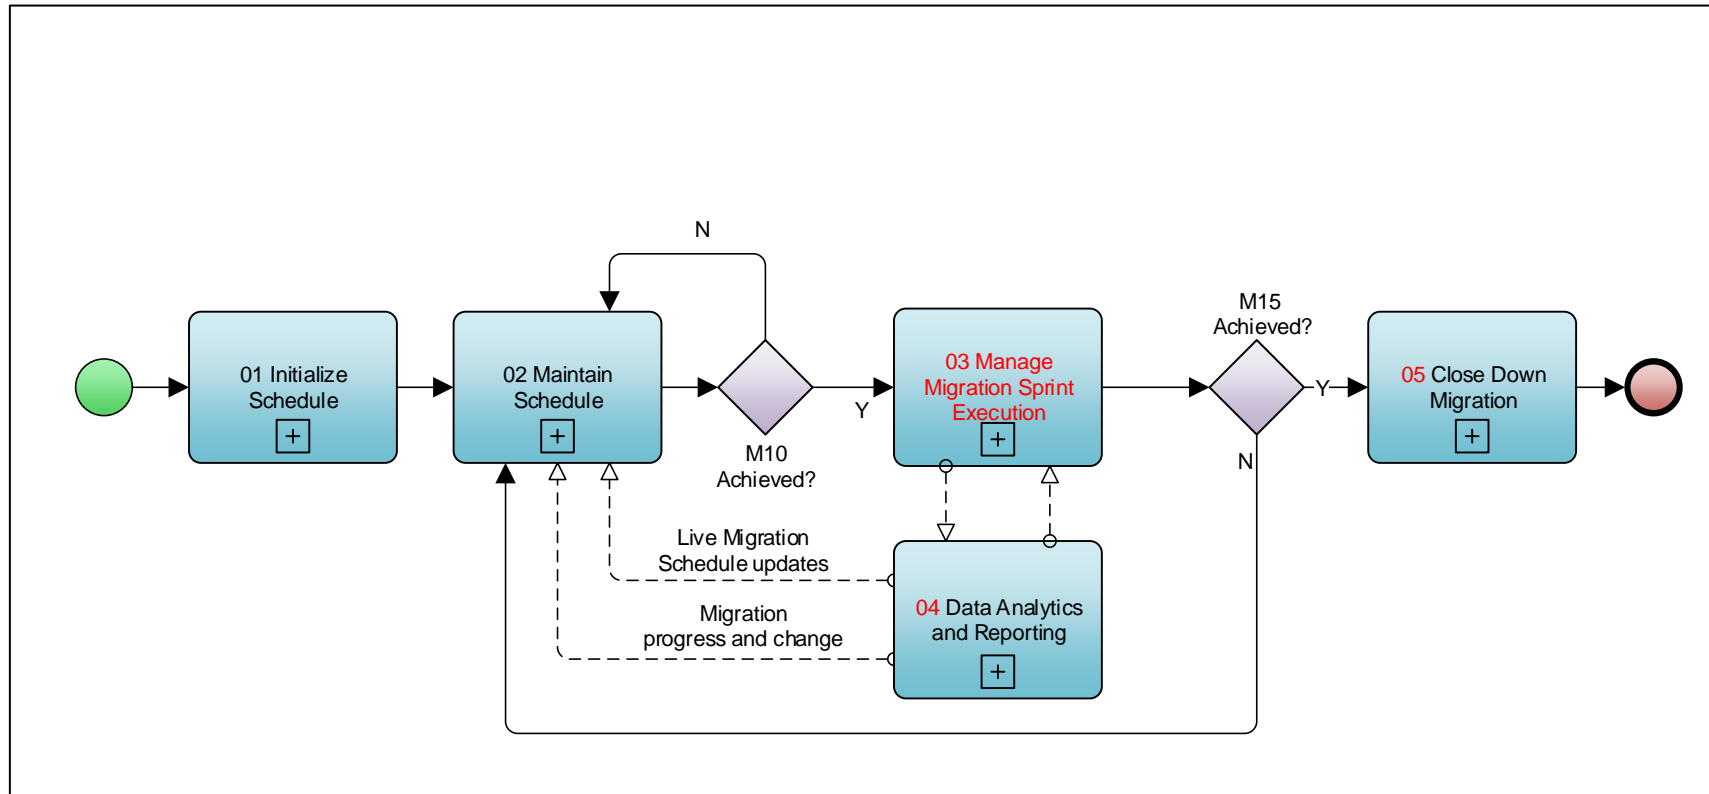 N
01 Initialize
Schedule
02 Maintain
Schedule
M10
Achieved?
Y
03 Manage
Migration Sprint
Execution
M15
Achieved?
Y
N
05 Close Down
Migration
Live Migration
Schedule updates
Migration
progress and change
04 Data Analytics
and Reporting